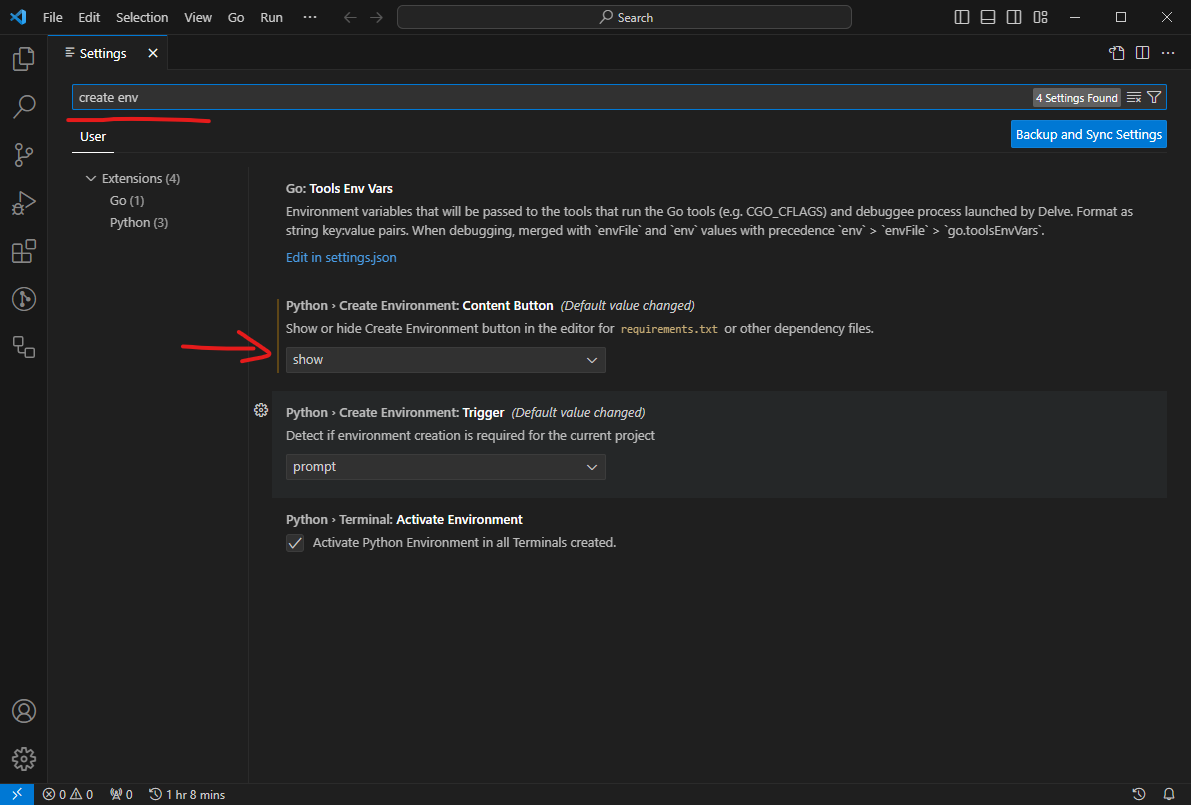 File Edit Selection View Go Run ···
Search
Settings
create env
4 Settings Found
User
Backup and Sync Settings
Extensions (4)
Go (1)
Python (3)
Go: Tools Env Vars
Environment variables that will be passed to the tools that run the Go tools (e.g. CGO_CFLAGS) and debuggee process launched by Delve. Format as
string key:value pairs. When debugging, merged with `envFile` and `env` values with precedence `env` > `envFile` > `go.toolsEnvVars`.
Edit in settings.json
Python › Create Environment: Content Button (Default value changed)
Show or hide Create Environment button in the editor for requirements.txt or other dependency files.
show
Python › Create Environment: Trigger (Default value changed)
Detect if environment creation is required for the current project
prompt
Python › Terminal: Activate Environment
Activate Python Environment in all Terminals created.
0 0 0 1 hr 8 mins